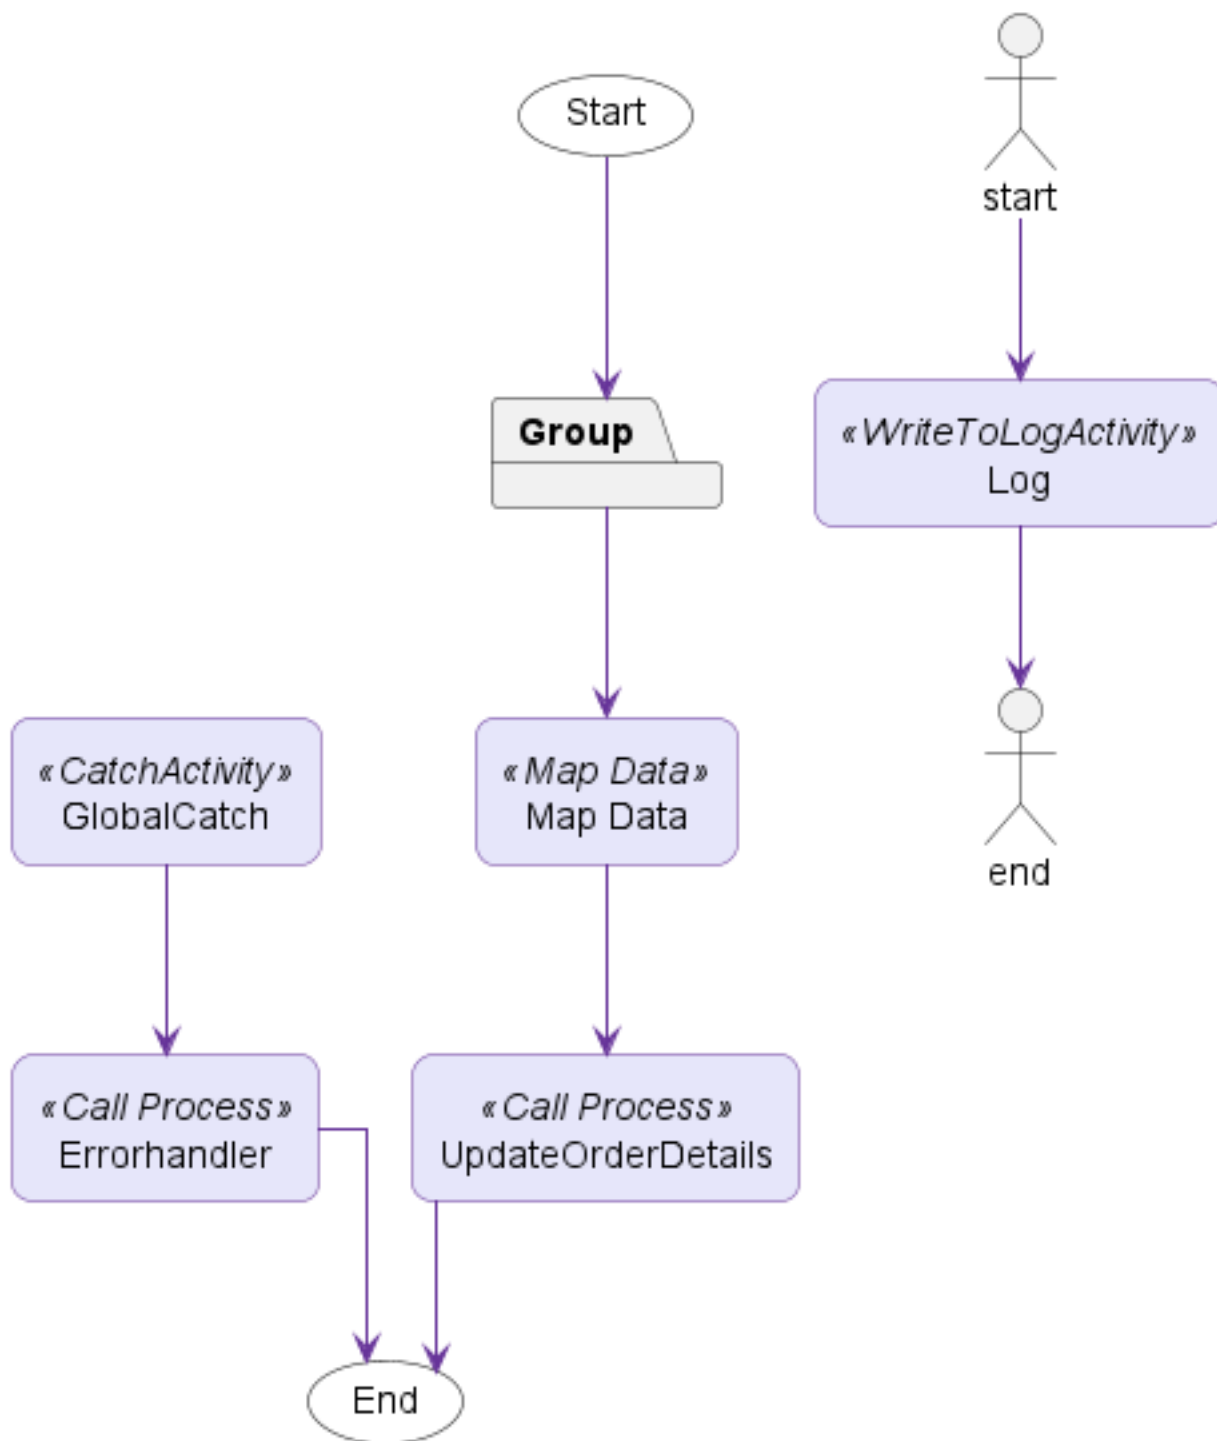 Start
start
Group
«WriteToLogActivity»
Log
«CatchActivity»
GlobalCatch
«Map Data»
Map Data
end
«Call Process»
Errorhandler
«Call Process»
UpdateOrderDetails
End